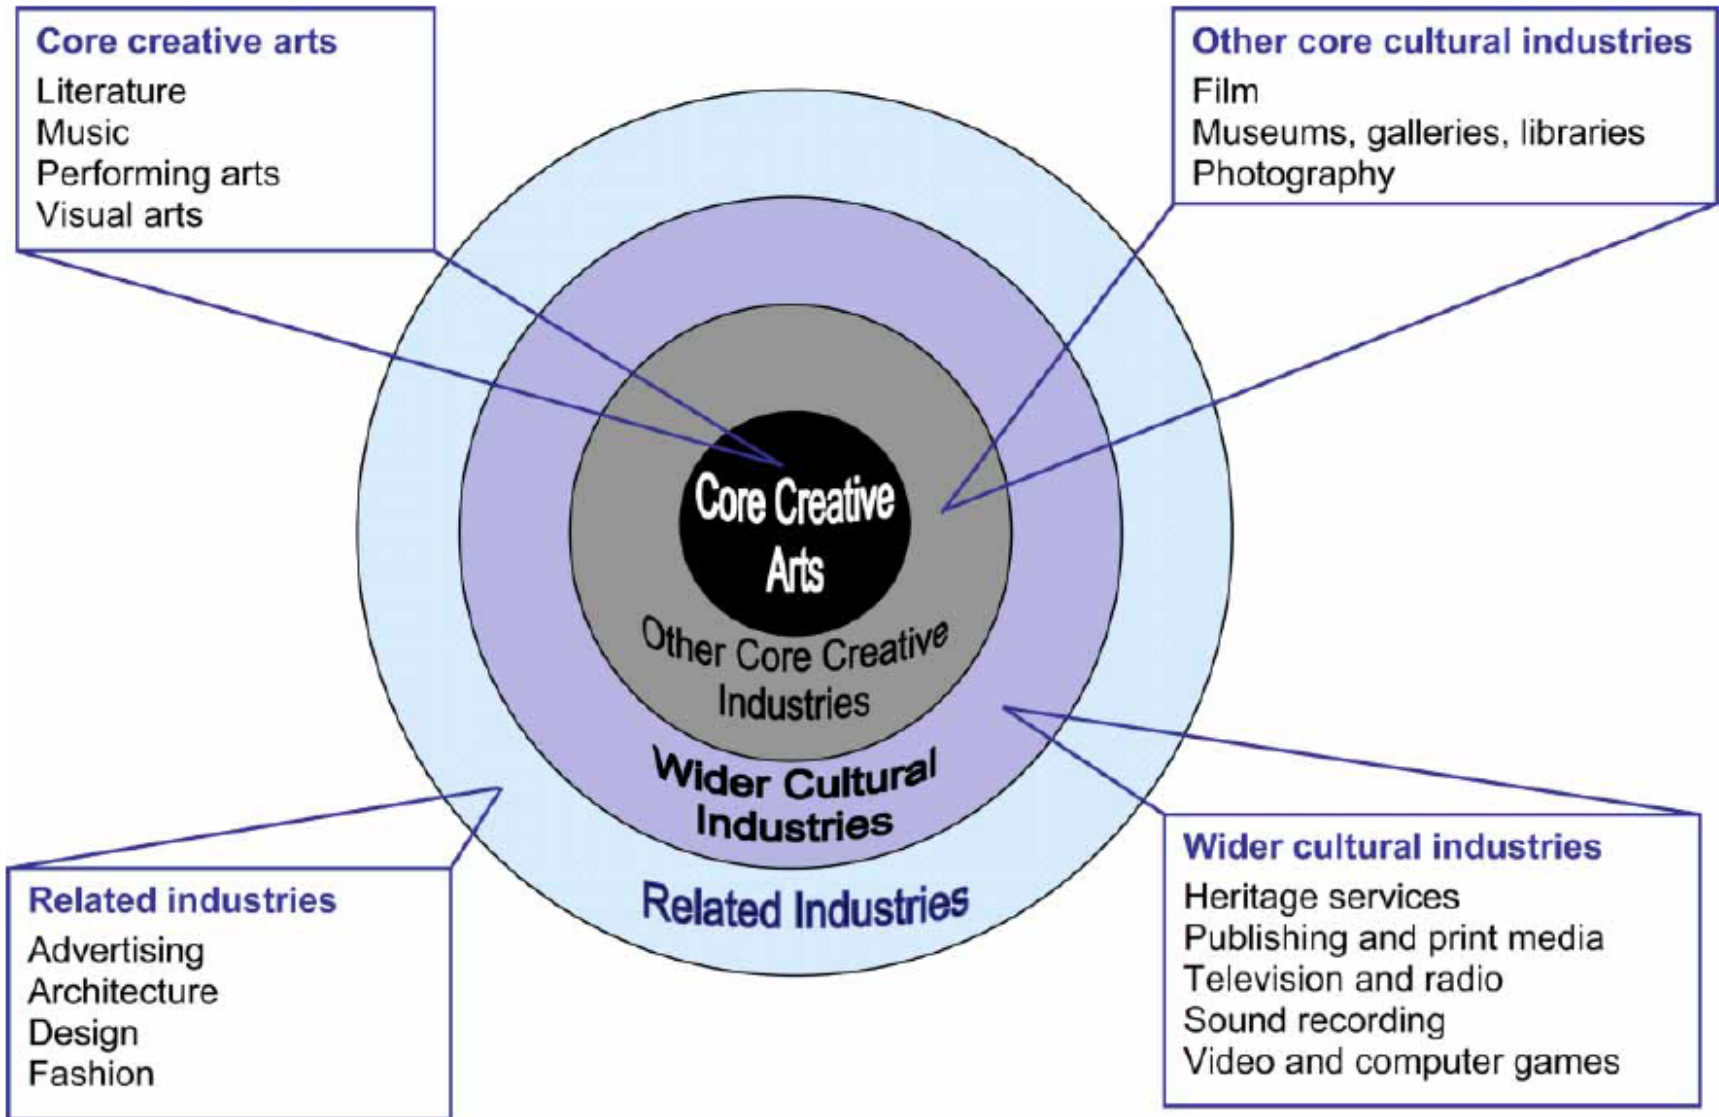 Core creative arts
Literature
Music
Performing arts
Visual arts
Other core cultural industries
Film
Museums, galleries, libraries
Photography
Core Creative
Arts
Other Core Creative
Industries
Wider Cultural
Industries
Related Industries
Related industries
Advertising
Architecture
Design
Fashion
Wider cultural industries
Heritage services
Publishing and print media
Television and radio
Sound recording
Video and computer games